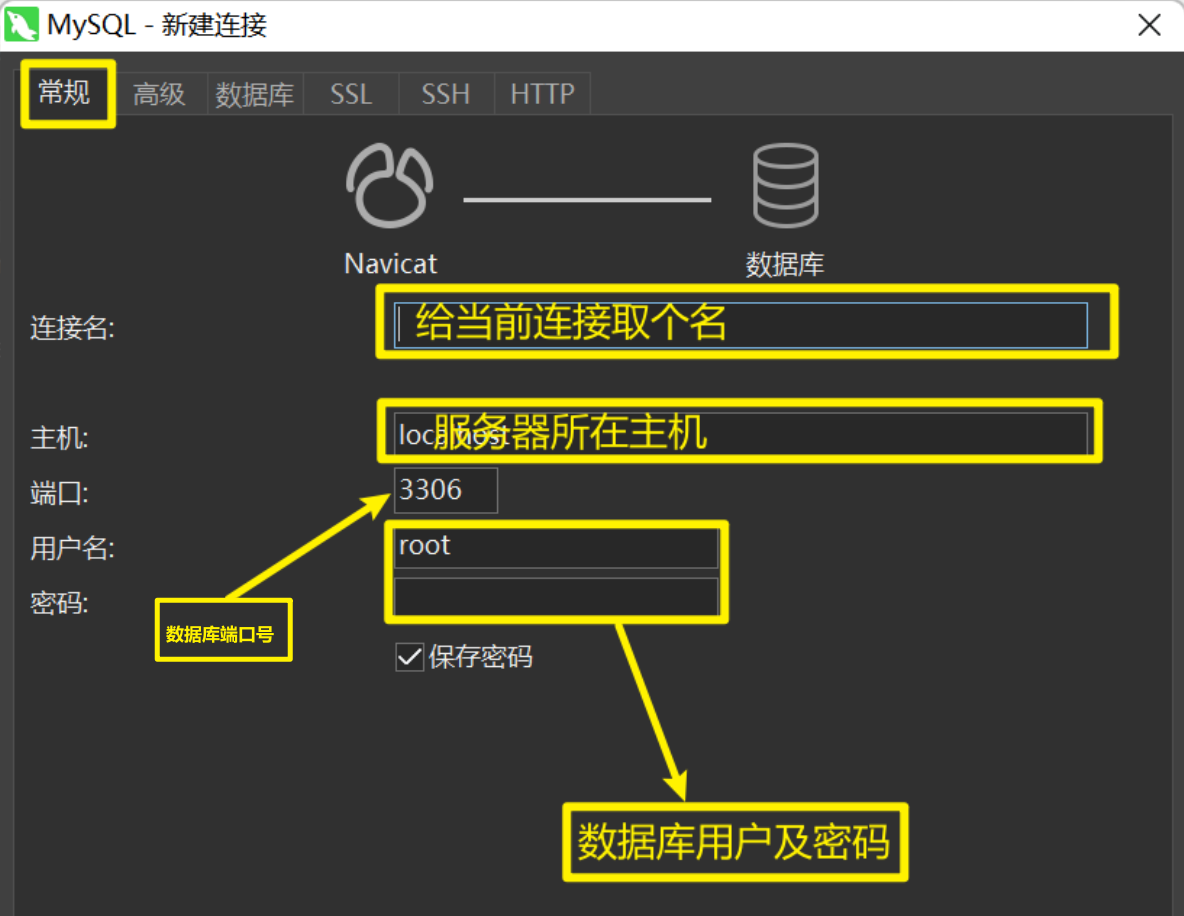 MySQL - 新建连接
常规 高级 数据库 SSL SSH HTTP
Navicat 数据库
连接名: 给当前连接取个名
主机: localhost 服务器所在主机
端口: 3306
用户名: root
密码:
数据库端口号
保存密码
数据库用户及密码